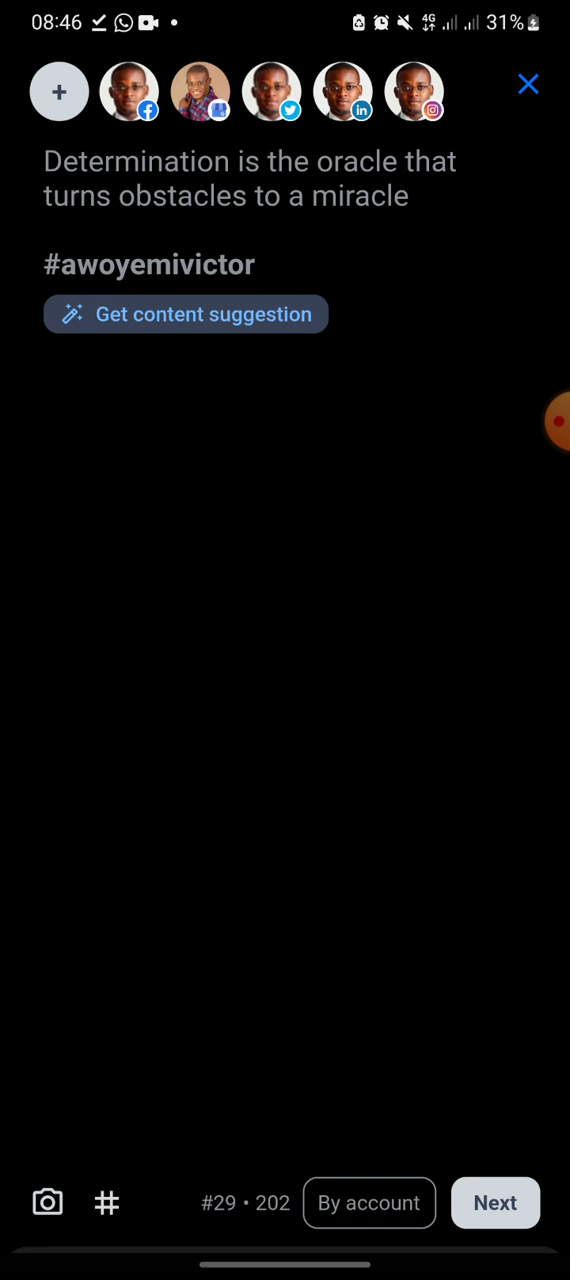 08:46 4G 31%
Determination is the oracle that
turns obstacles to a miracle
#awoyemivictor
Get content suggestion
#29 • 202 By account Next